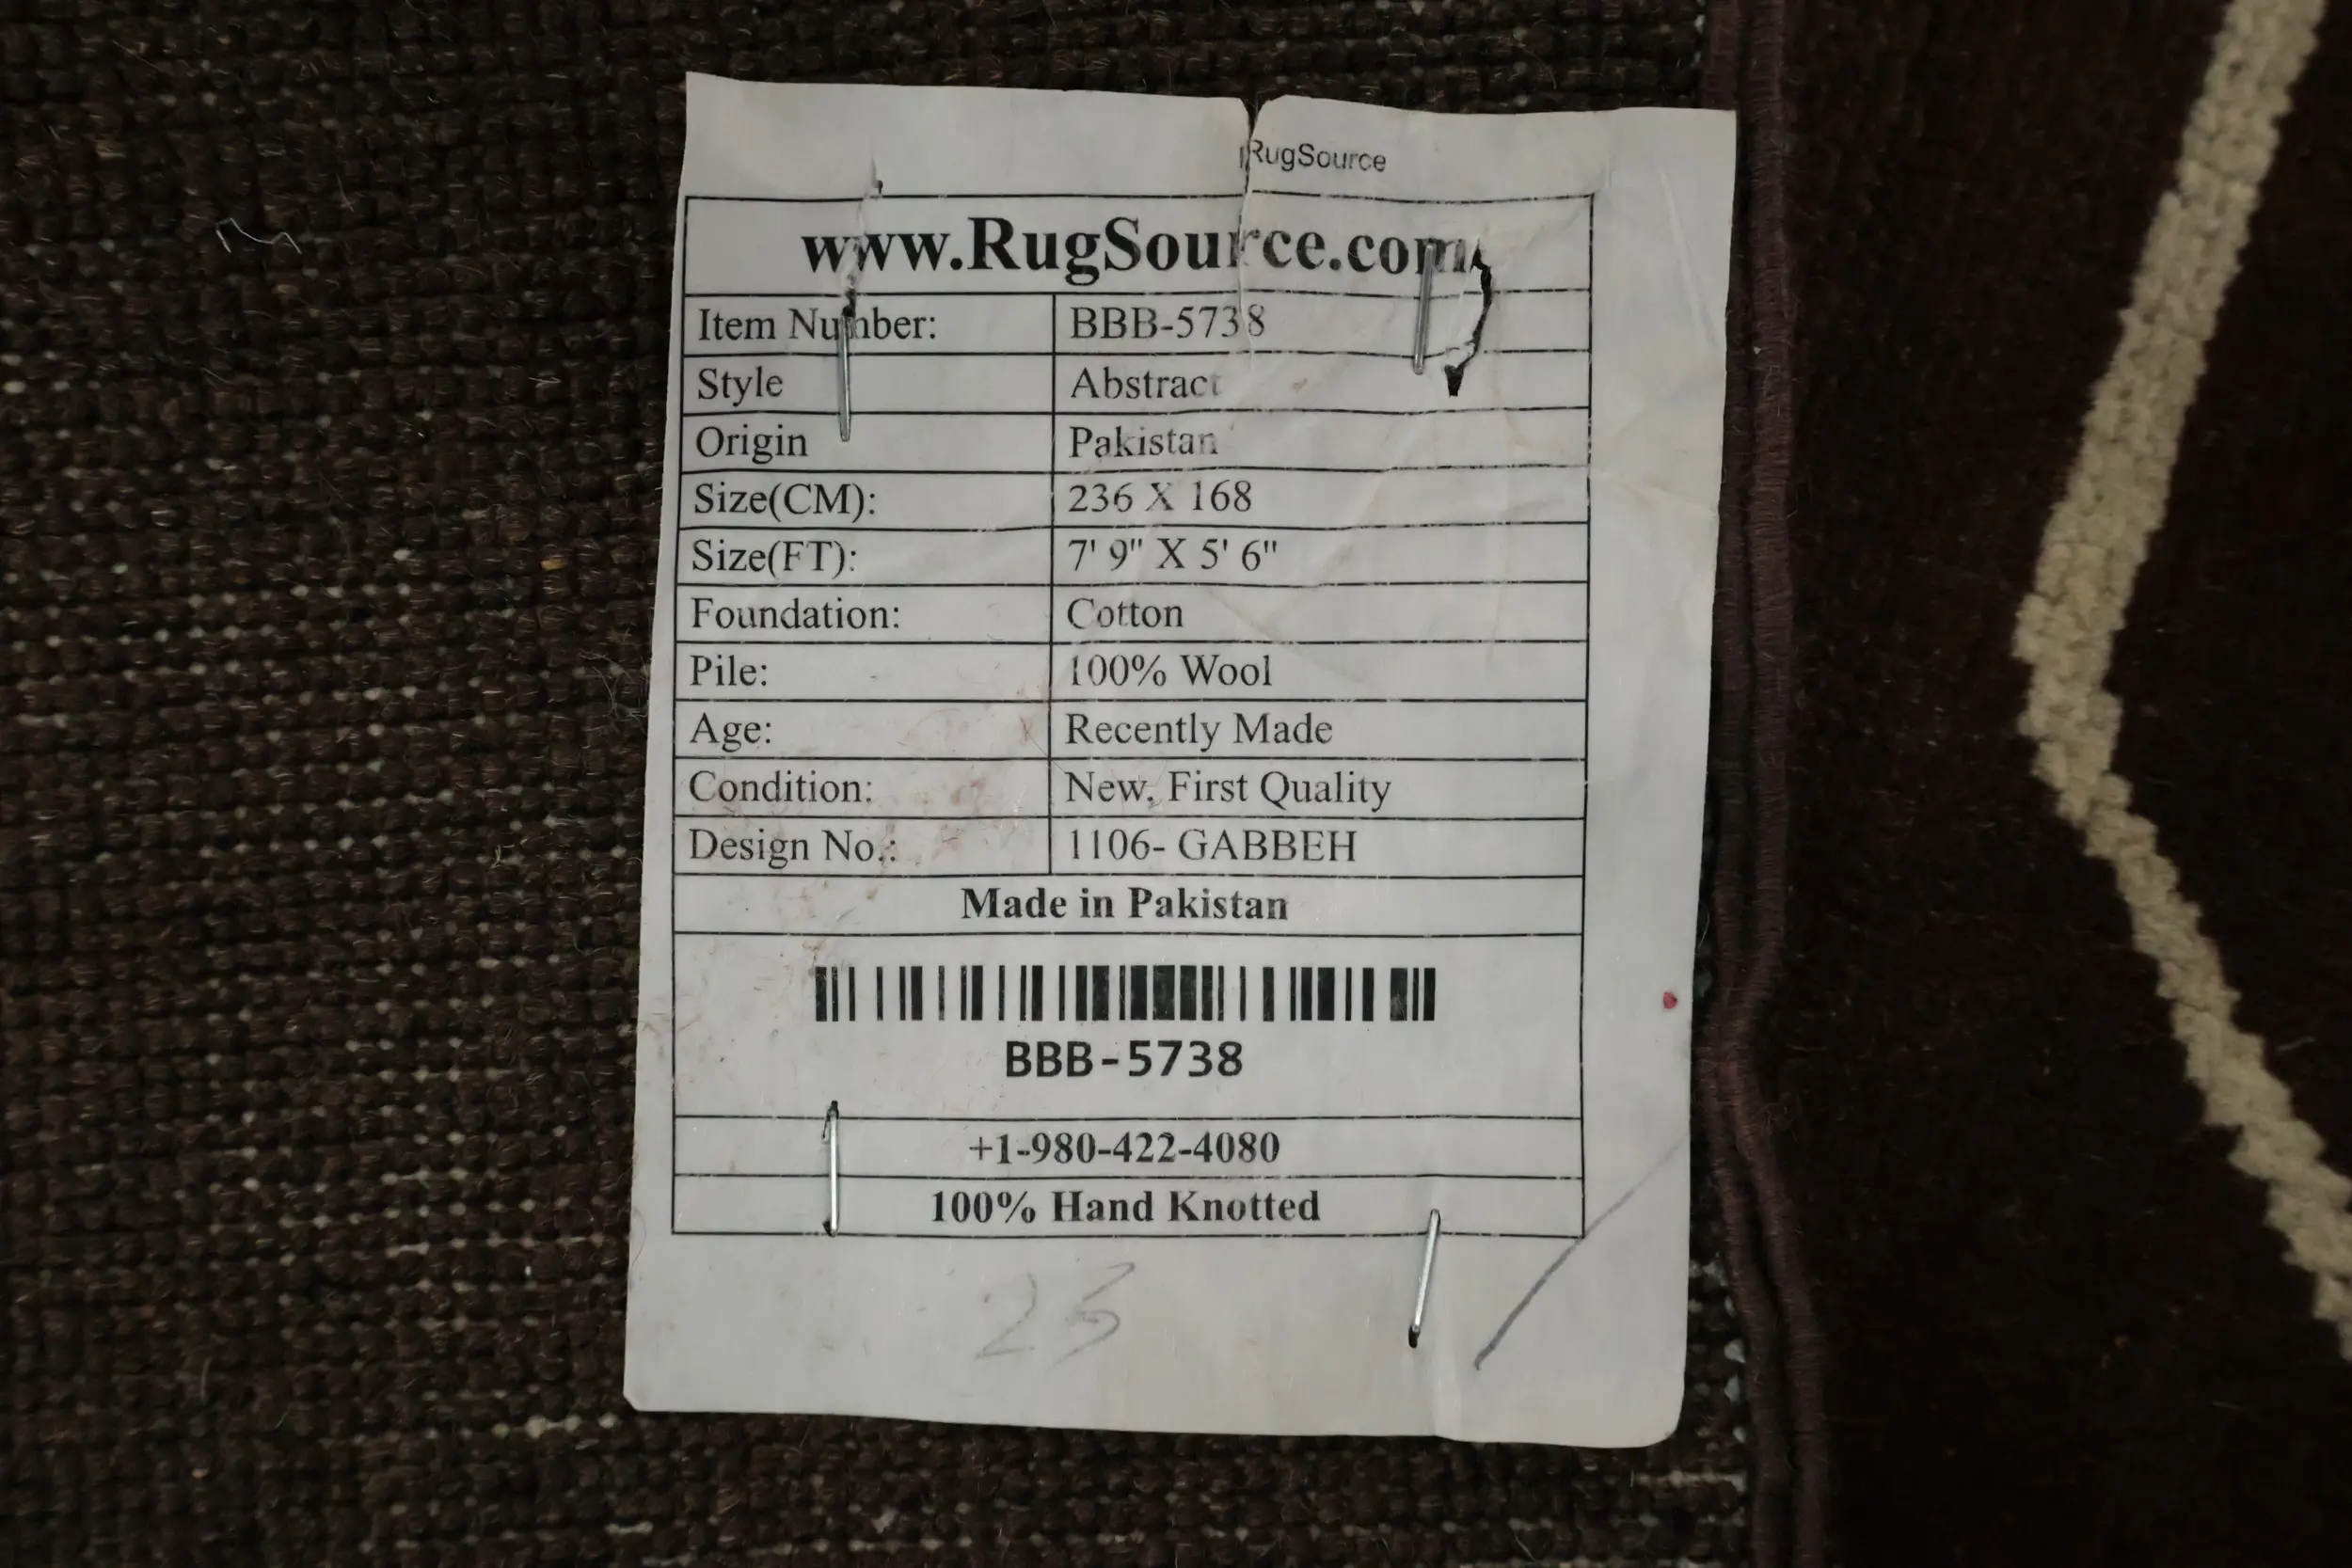 RugSource
www.RugSource.com
Item Number: BBB-5738
Style Abstract
Origin Pakistan
Size(CM): 236 X 168
Size(FT): 7' 9" X 5' 6"
Foundation: Cotton
Pile: 100% Wool
Age: Recently Made
Condition: New, First Quality
Design No.: 1106- GABBEH
Made in Pakistan
BBB-5738
+1-980-422-4080
100% Hand Knotted